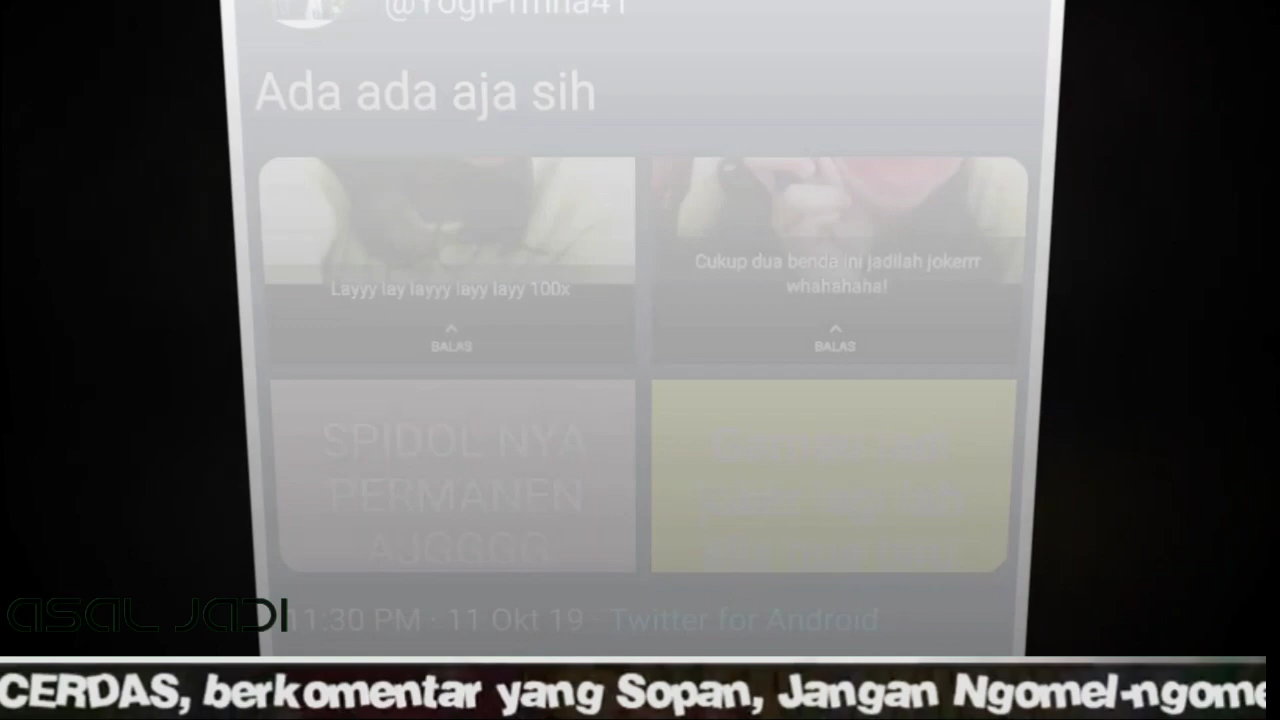 @YogiPrmna41
Ada ada aja sih
Layyy lay layyy layy layy 100x
BALAS
Cukup dua benda ini jadilah jokerrr
whahahaha!
BALAS
SPIDOL NYA
PERMANEN
AJGGGG
11:30 PM · 11 Okt 19 Twitter for Android
ASAL JADI
CERDAS, berkomentar yang Sopan, Jangan Ngomel-ngome